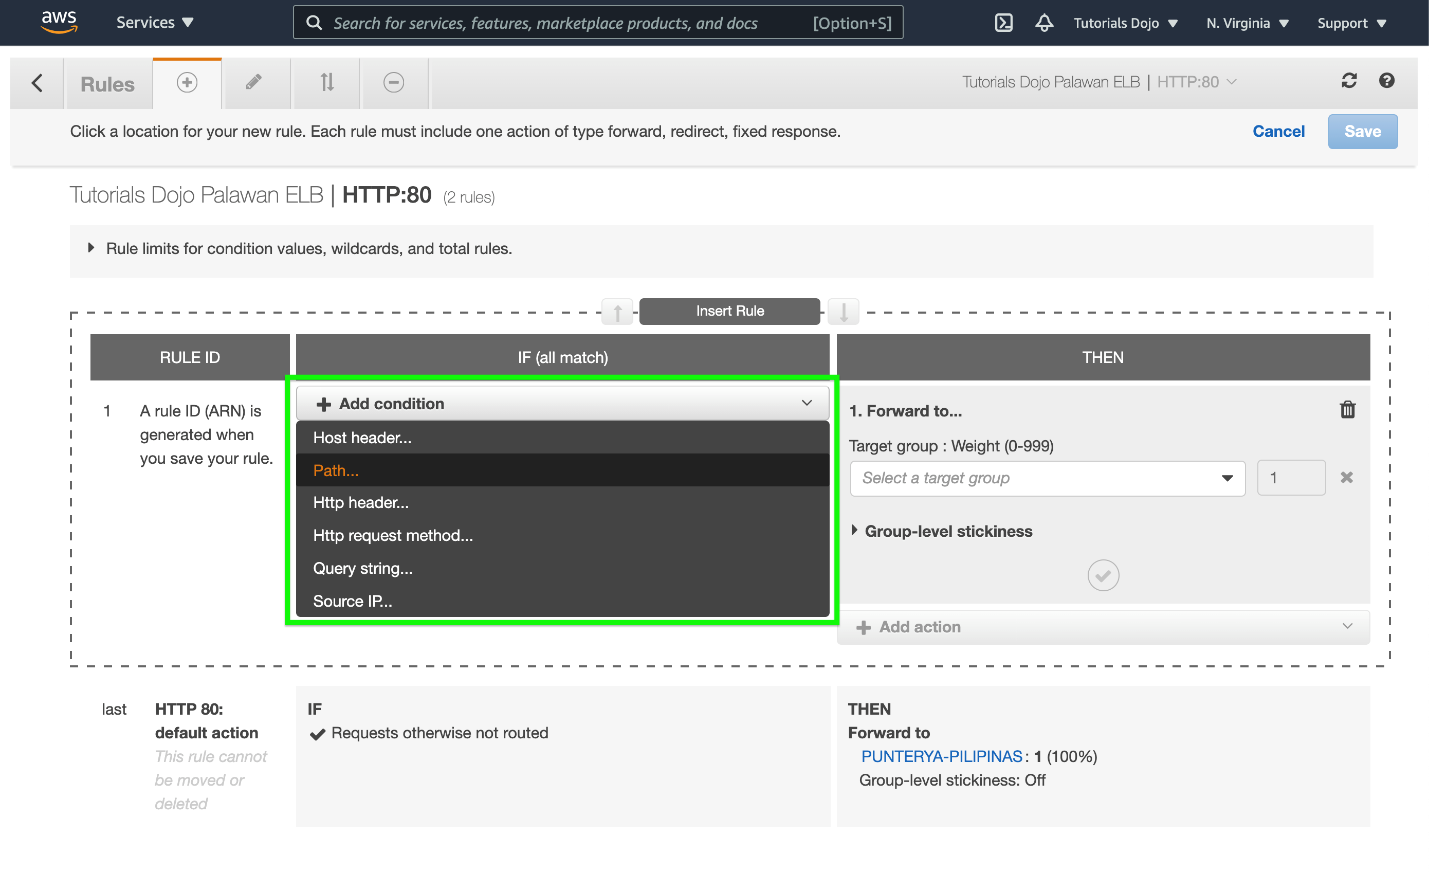 aws
Services
Search for services, features, marketplace products, and docs
[Option+S]
Tutorials Dojo
N. Virginia
Support
Rules
Tutorials Dojo Palawan ELB | HTTP:80
Click a location for your new rule. Each rule must include one action of type forward, redirect, fixed response.
Cancel
Save
Tutorials Dojo Palawan ELB | HTTP:80 (2 rules)
Rule limits for condition values, wildcards, and total rules.
Insert Rule
RULE ID
IF (all match)
THEN
1
A rule ID (ARN) is
generated when
you save your rule.
Add condition
Host header...
Path...
Http header...
Http request method...
Query string...
Source IP...
1. Forward to...
Target group : Weight (0-999)
Select a target group
1
Group-level stickiness
Add action
last
HTTP 80:
default action
This rule cannot
be moved or
deleted
IF
Requests otherwise not routed
THEN
Forward to
PUNTERYA-PILIPINAS: 1 (100%)
Group-level stickiness: Off